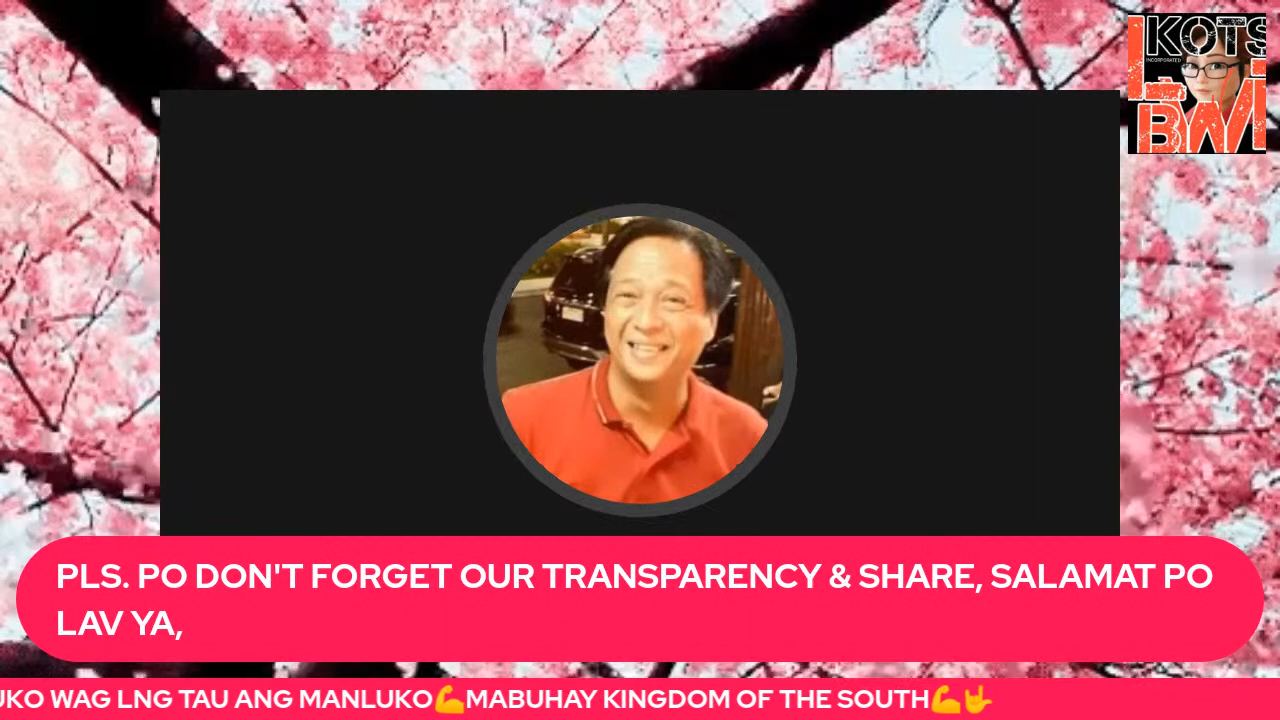 KOTS
INCORPORATED
BW
PLS. PO DON'T FORGET OUR TRANSPARENCY & SHARE, SALAMAT PO
LAV YA,
UKO WAG LNG TAU ANG MANLUKO💪MABUHAY KINGDOM OF THE SOUTH💪🤟